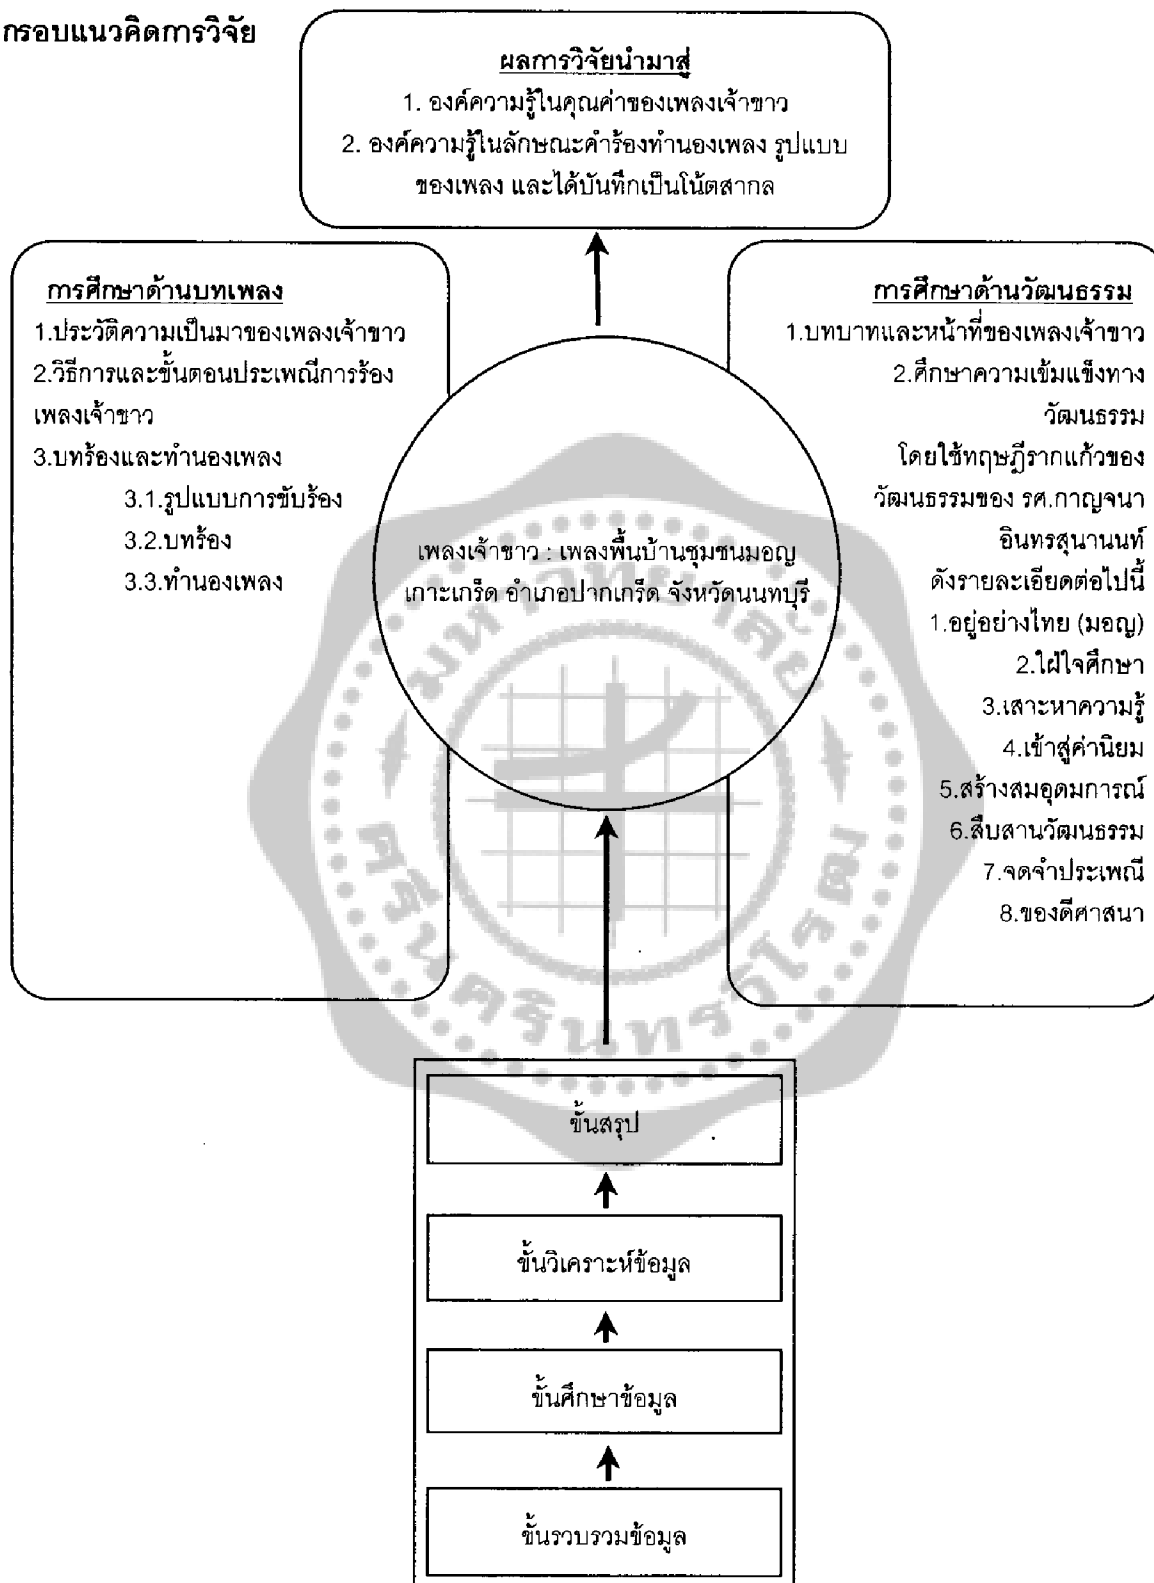 กรอบแนวคิดการวิจัย
ผลการวิจัยนำมาสู่
1. องค์ความรู้ในคุณค่าของเพลงเจ้าขาว
2. องค์ความรู้ในลักษณะคำร้องทำนองเพลง รูปแบบ
ของเพลง และได้บันทึกเป็นโน้ตสากล
การศึกษาด้านบทเพลง
1.ประวัติความเป็นมาของเพลงเจ้าขาว
2.วิธีการและขั้นตอนประเพณีการร้อง
เพลงเจ้าขาว
3.บทร้องและทำนองเพลง
3.1.รูปแบบการขับร้อง
3.2.บทร้อง
3.3.ทำนองเพลง
เพลงเจ้าขาว : เพลงพื้นบ้านชุมชนมอญ
เกาะเกร็ด อำเภอปากเกร็ด จังหวัดนนทบุรี
การศึกษาด้านวัฒนธรรม
1.บทบาทและหน้าที่ของเพลงเจ้าขาว
2.ศึกษาความเข้มแข็งทาง
วัฒนธรรม
โดยใช้ทฤษฎีรากแก้วของ
วัฒนธรรมของ รศ.กาญจนา
อินทรสุนานนท์
ดังรายละเอียดต่อไปนี้
1.อยู่อย่างไทย (มอญ)
2.ใฝ่ใจศึกษา
3.เสาะหาความรู้
4.เข้าสู่ค่านิยม
5.สร้างสมอุดมการณ์
6.สืบสานวัฒนธรรม
7.จดจำประเพณี
8.ของดีศาสนา
มหาวิทยาลัย
ศรีนครินทรวิโรฒ
ขั้นสรุป
ขั้นวิเคราะห์ข้อมูล
ขั้นศึกษาข้อมูล
ขั้นรวบรวมข้อมูล